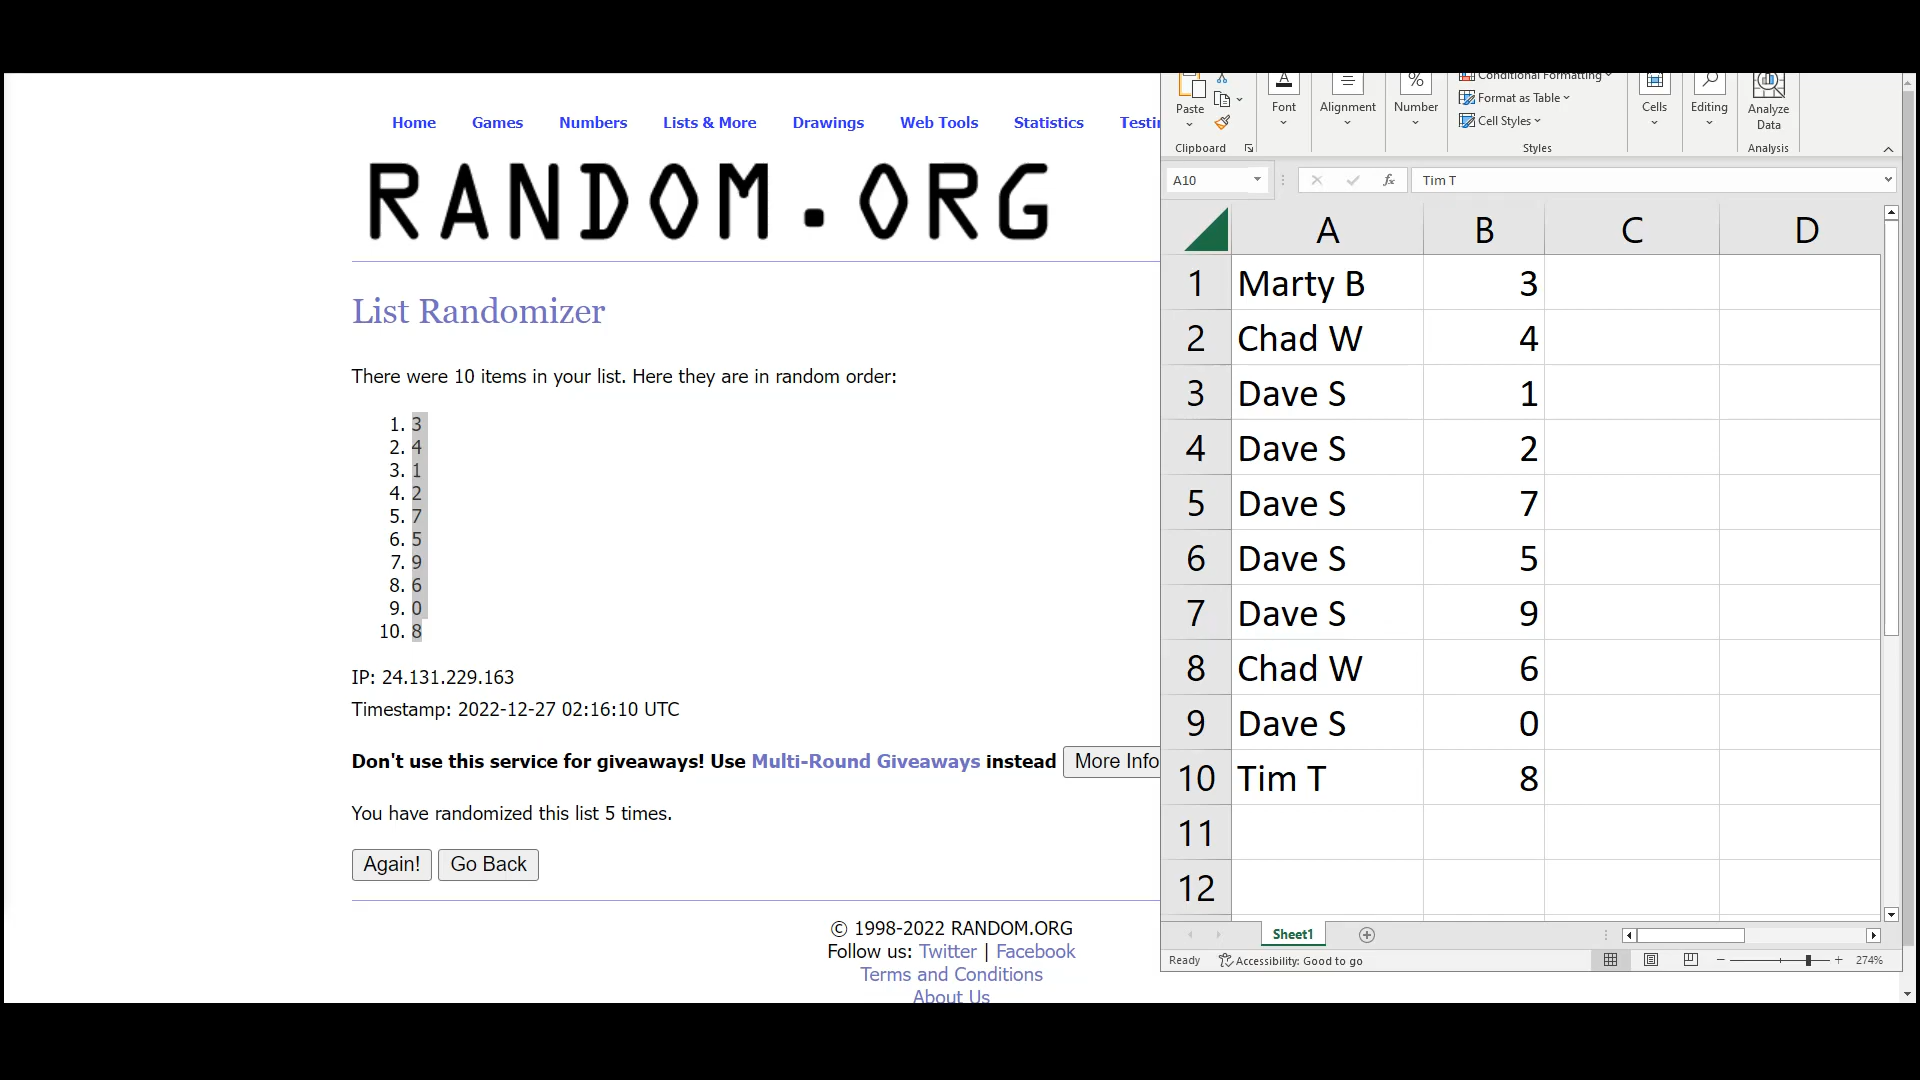 Home Games Numbers Lists & More Drawings Web Tools Statistics Testin
RANDOM.ORG
List Randomizer
There were 10 items in your list. Here they are in random order:
1. 3
2. 4
3. 1
4. 2
5. 7
6. 5
7. 9
8. 6
9. 0
10. 8
IP: 24.131.229.163
Timestamp: 2022-12-27 02:16:10 UTC
Don't use this service for giveaways! Use Multi-Round Giveaways instead More Info
You have randomized this list 5 times.
Again! Go Back
© 1998-2022 RANDOM.ORG
Follow us: Twitter | Facebook
Terms and Conditions
About Us
Conditional Formatting
Paste Font Alignment Number Format as Table Cells Editing Analyze
Data
Cell Styles
Clipboard Styles Analysis
A10 fx Tim T
A B C D
1 Marty B 3
2 Chad W 4
3 Dave S 1
4 Dave S 2
5 Dave S 7
6 Dave S 5
7 Dave S 9
8 Chad W 6
9 Dave S 0
10 Tim T 8
11
12
Sheet1
Ready Accessibility: Good to go 274%